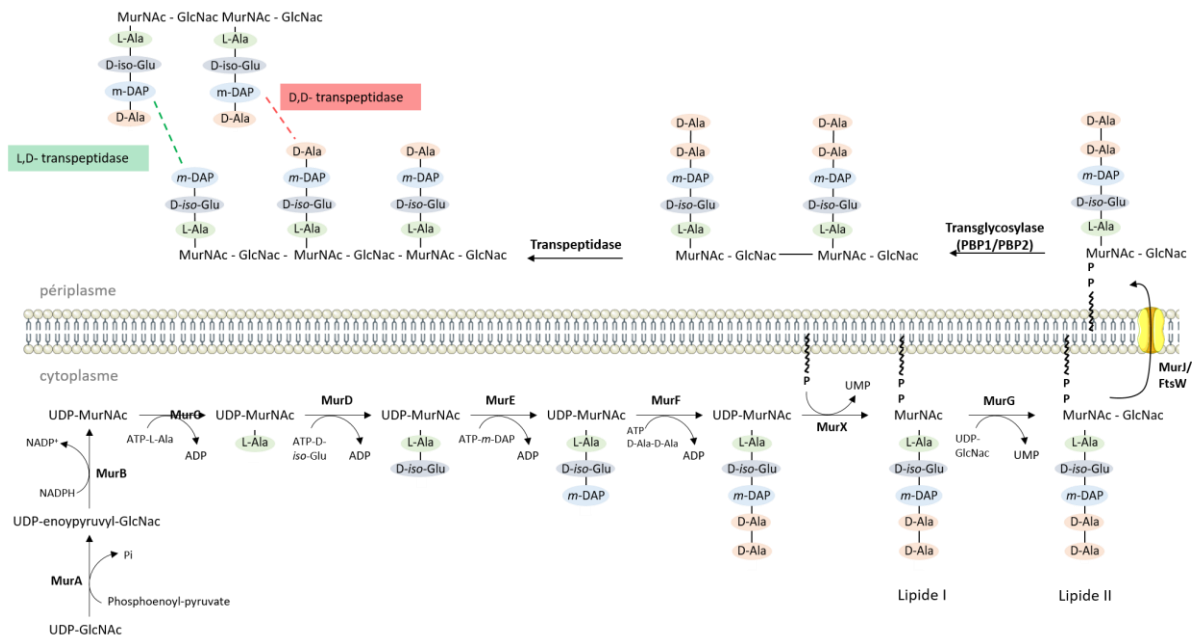 MurNAc - GlcNac MurNAc - GlcNac
L-Ala L-Ala
D-iso-Glu D-iso-Glu
m-DAP m-DAP
D-Ala D-Ala
D,D- transpeptidase
L,D- transpeptidase
D-Ala D-Ala
m-DAP m-DAP m-DAP
D-iso-Glu D-iso-Glu D-iso-Glu
L-Ala L-Ala L-Ala
MurNAc - GlcNAc - MurNAc - GlcNAc - MurNAc - GlcNAc
Transpeptidase
D-Ala D-Ala
D-Ala D-Ala
m-DAP m-DAP
D-iso-Glu D-iso-Glu
L-Ala L-Ala
MurNAc - GlcNAc MurNAc - GlcNAc
Transglycosylase
(PBP1/PBP2)
D-Ala
D-Ala
m-DAP
D-iso-Glu
L-Ala
MurNAc - GlcNAc
P
P
périplasme
cytoplasme
MurJ/
FtsW
UDP-MurNAc
ATP-L-Ala
ADP
UDP-MurNAc
L-Ala
MurD
ATP-D-
iso-Glu
ADP
UDP-MurNAc
L-Ala
D-iso-Glu
MurE
ATP-m-DAP
ADP
UDP-MurNAc
L-Ala
D-iso-Glu
m-DAP
MurF
ATP
D-Ala-D-Ala
ADP
UDP-MurNAc
L-Ala
D-iso-Glu
m-DAP
D-Ala
D-Ala
P
UMP
MurX
P
P
MurNAc
L-Ala
D-iso-Glu
m-DAP
D-Ala
D-Ala
Lipide I
MurG
UDP-
GlcNac
UMP
P
P
MurNAc - GlcNAc
L-Ala
D-iso-Glu
m-DAP
D-Ala
D-Ala
Lipide II
NADP⁺
MurB
NADPH
UDP-enoypyruvyl-GlcNac
Pi
MurA
Phosphoenoyl-pyruvate
UDP-GlcNAc